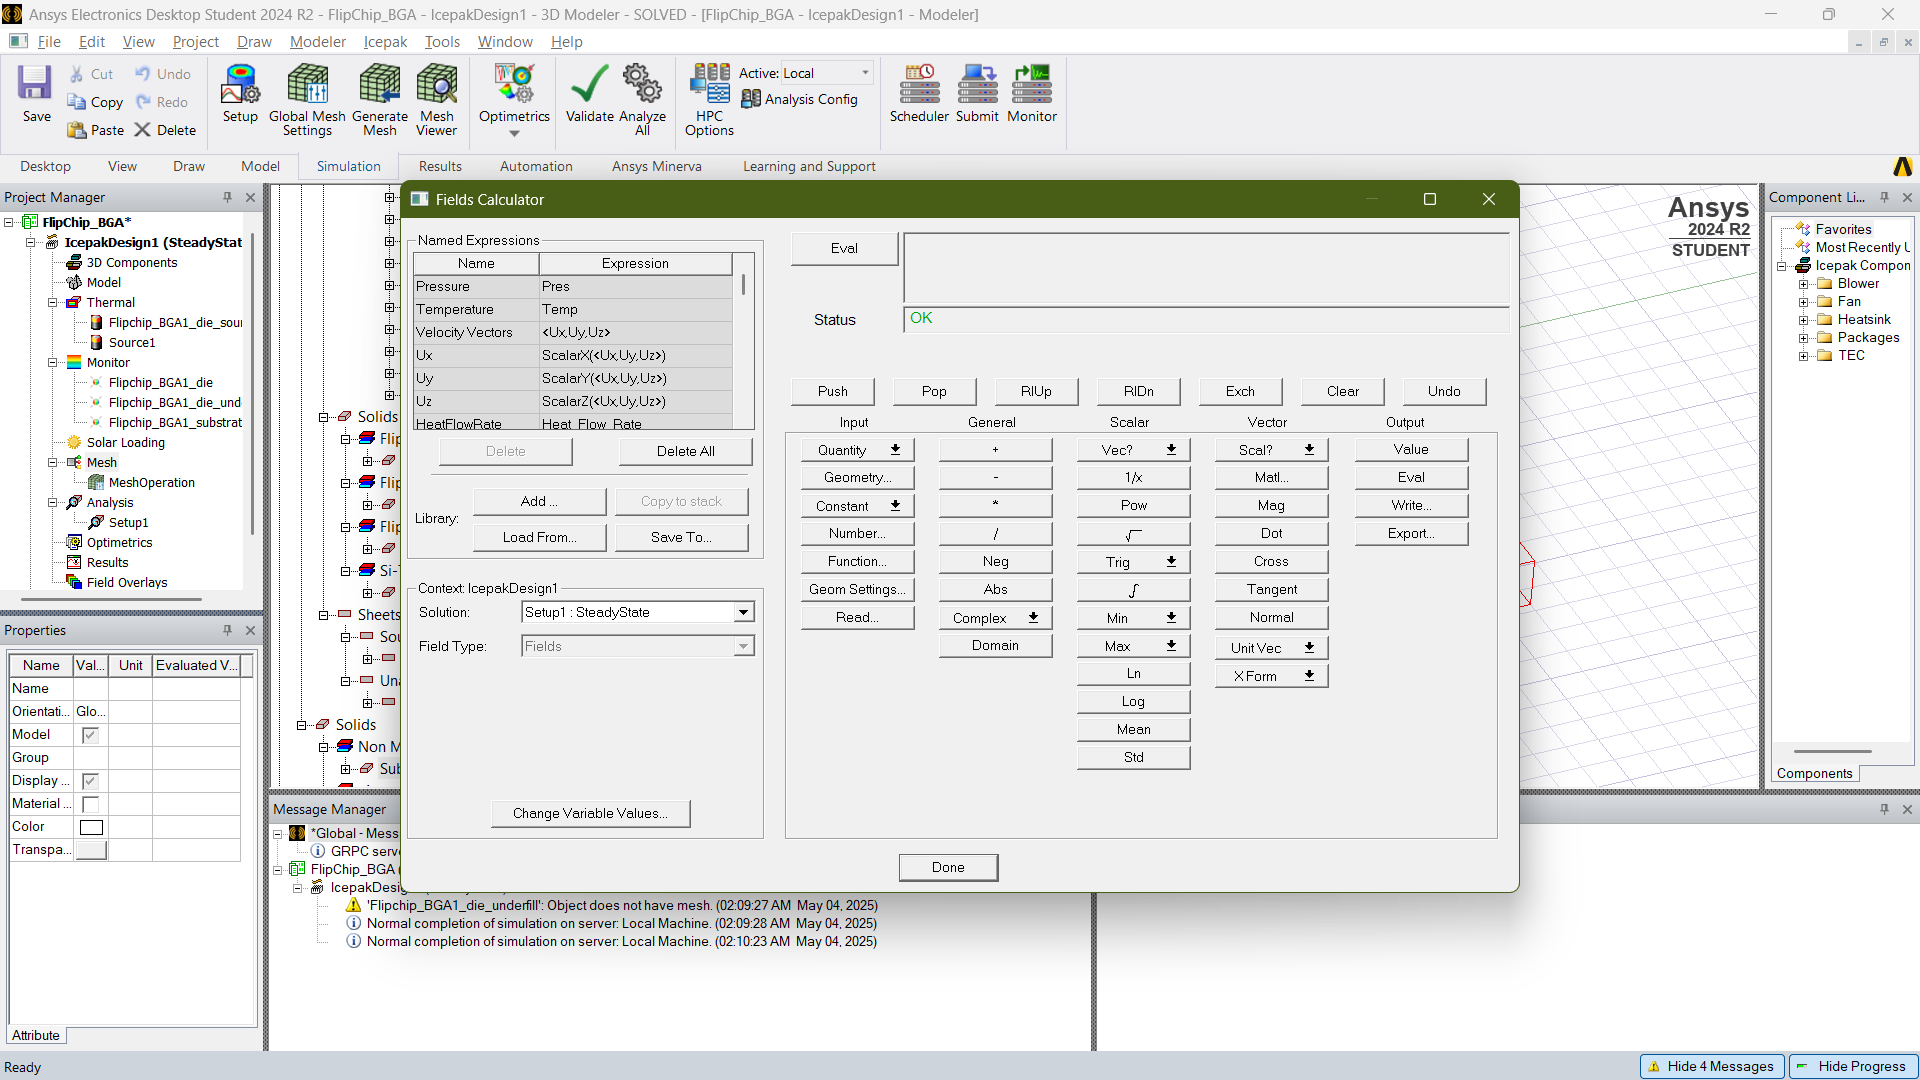 Ansys Electronics Desktop Student 2024 R2 - FlipChip_BGA - IcepakDesign1 - 3D Modeler - SOLVED - [FlipChip_BGA - IcepakDesign1 - Modeler]
File Edit View Project Draw Modeler Icepak Tools Window Help
Save
Cut
Copy
Paste
Undo
Redo
Delete
Setup
Global Mesh Settings
Generate Mesh
Mesh Viewer
Optimetrics
Validate
Analyze All
HPC Options
Active: Local
Analysis Config
Scheduler
Submit
Monitor
Desktop View Draw Model Simulation Results Automation Ansys Minerva Learning and Support
Project Manager
FlipChip_BGA*
IcepakDesign1 (SteadyStat
3D Components
Model
Thermal
Flipchip_BGA1_die_sour
Source1
Monitor
Flipchip_BGA1_die
Flipchip_BGA1_die_und
Flipchip_BGA1_substrat
Solar Loading
Mesh
MeshOperation
Analysis
Setup1
Optimetrics
Results
Field Overlays
Properties
Name Val... Unit Evaluated V...
Name
Orientati... Glo...
Model
Group
Display ...
Material ...
Color
Transpa...
Attribute
Solids
Flip
Flip
Flip
Si-
Sheets
Sou
Una
Solids
Non M
Sub
Fields Calculator
Named Expressions
Name Expression
Pressure Pres
Temperature Temp
Velocity Vectors <Ux,Uy,Uz>
Ux ScalarX(<Ux,Uy,Uz>)
Uy ScalarY(<Ux,Uy,Uz>)
Uz ScalarZ(<Ux,Uy,Uz>)
HeatFlowRate Heat_Flow_Rate
Delete Delete All
Library:
Add ... Copy to stack
Load From... Save To...
Context: IcepakDesign1
Solution: Setup1 : SteadyState
Field Type: Fields
Change Variable Values...
Eval
Status OK
Push Pop RlUp RlDn Exch Clear Undo
Input General Scalar Vector Output
Quantity + Vec? Scal? Value
Geometry... - 1/x Matl... Eval
Constant * Pow Mag Write...
Number... / √ Dot Export...
Function... Neg Trig Cross
Geom Settings... Abs ∫ Tangent
Read... Complex Min Normal
Domain Max Unit Vec
Ln X Form
Log
Mean
Std
Done
Ansys
2024 R2
STUDENT
Component Li...
Favorites
Most Recently U
Icepak Compon
Blower
Fan
Heatsink
Packages
TEC
Components
Message Manager
*Global - Mess
GRPC serve
FlipChip_BGA (
IcepakDesig
'Flipchip_BGA1_die_underfill': Object does not have mesh. (02:09:27 AM May 04, 2025)
Normal completion of simulation on server: Local Machine. (02:09:28 AM May 04, 2025)
Normal completion of simulation on server: Local Machine. (02:10:23 AM May 04, 2025)
Ready
Hide 4 Messages
Hide Progress